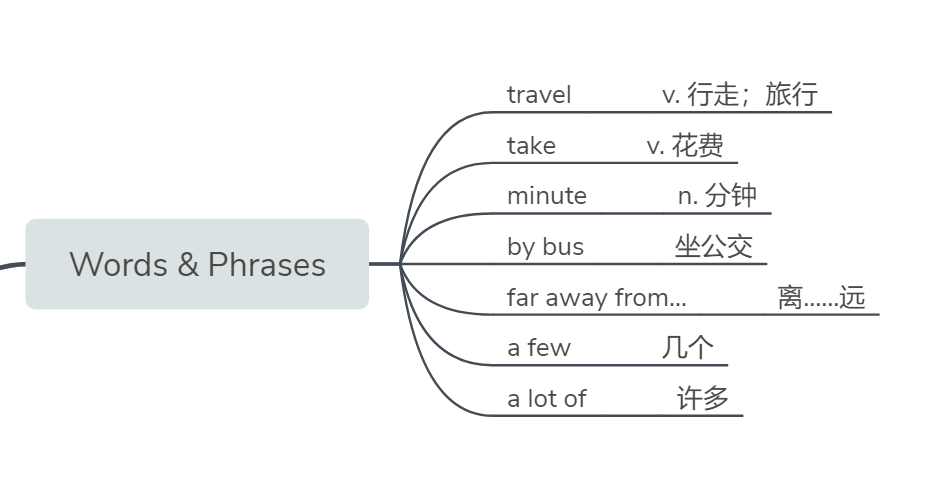 Words & Phrases
travel v. 行走；旅行
take v. 花费
minute n. 分钟
by bus 坐公交
far away from... 离......远
a few 几个
a lot of 许多